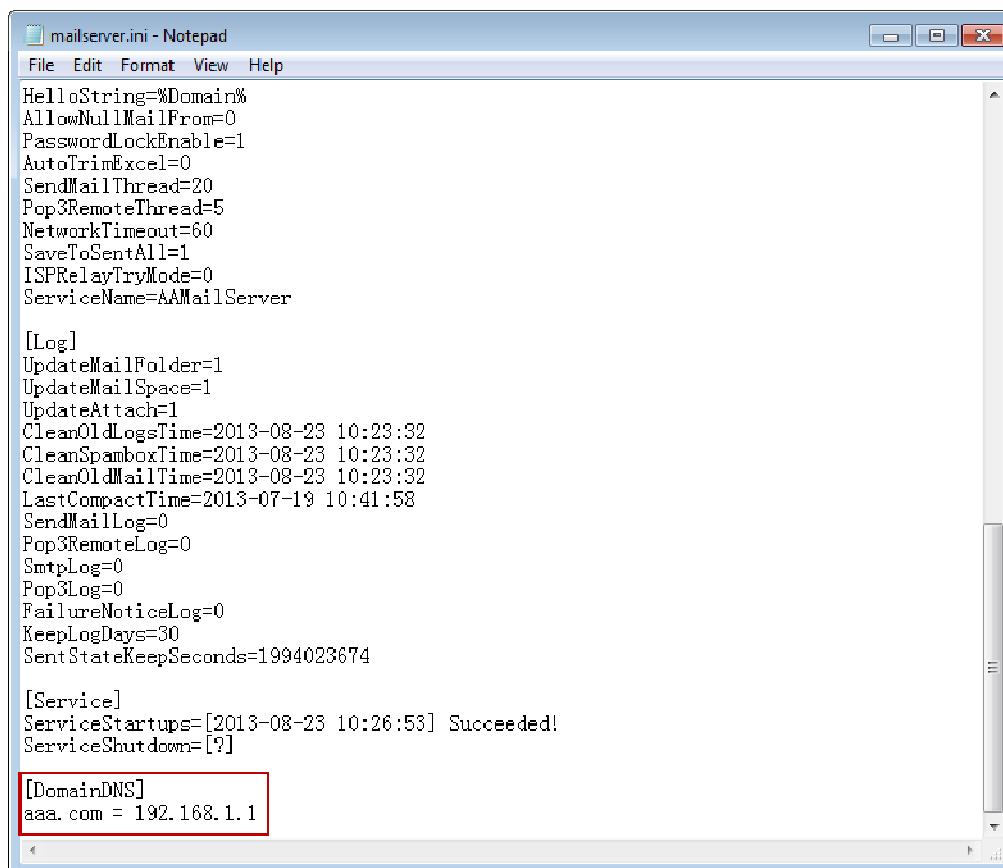 mailserver.ini - Notepad
File Edit Format View Help
HelloString=%Domain%
AllowNullMailFrom=0
PasswordLockEnable=1
AutoTrimExcel=0
SendMailThread=20
Pop3RemoteThread=5
NetworkTimeout=60
SaveToSentAll=1
ISPRelayTryMode=0
ServiceName=AAMailServer
[Log]
UpdateMailFolder=1
UpdateMailSpace=1
UpdateAttach=1
CleanOldLogsTime=2013-08-23 10:23:32
CleanSpamboxTime=2013-08-23 10:23:32
CleanOldMailTime=2013-08-23 10:23:32
LastCompactTime=2013-07-19 10:41:58
SendMailLog=0
Pop3RemoteLog=0
SmtpLog=0
Pop3Log=0
FailureNoticeLog=0
KeepLogDays=30
SentStateKeepSeconds=1994023674
[Service]
ServiceStartups=[2013-08-23 10:26:53] Succeeded!
ServiceShutdown=[?]
[DomainDNS]
aaa.com = 192.168.1.1